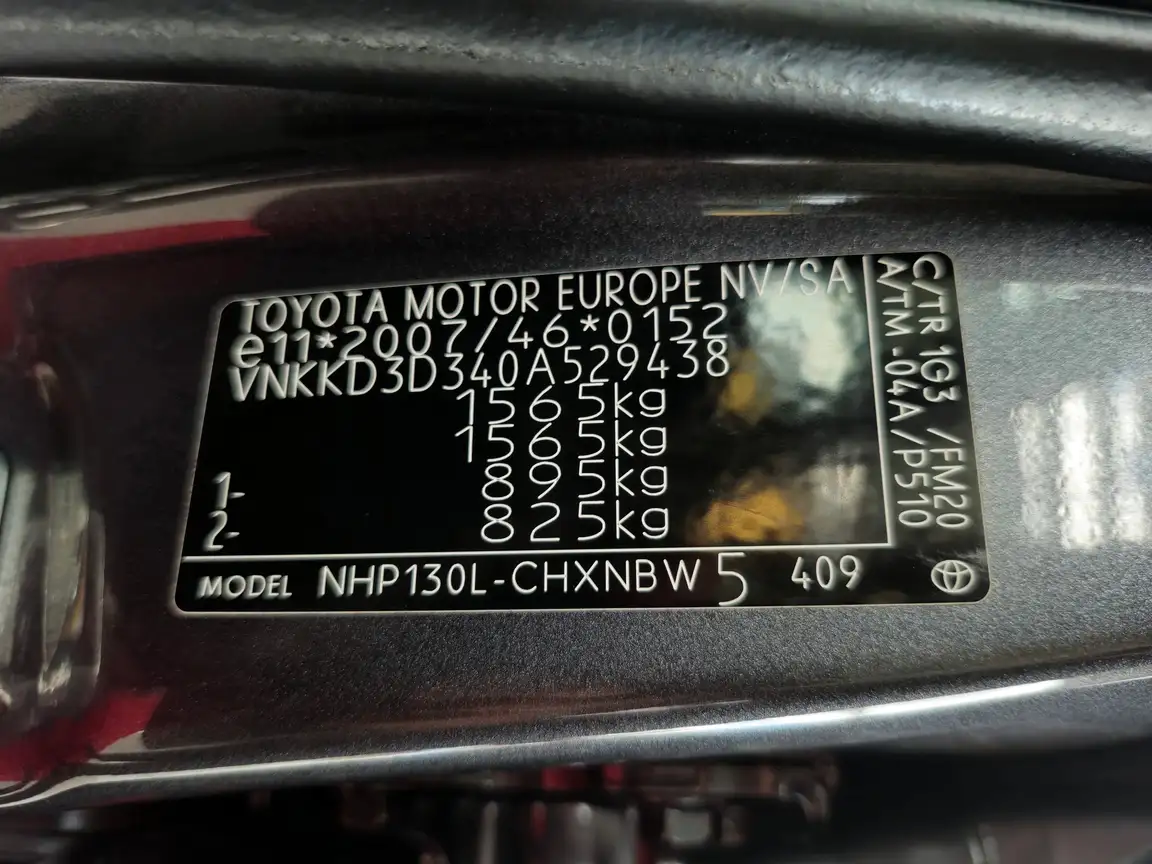 TOYOTA MOTOR EUROPE NV/SA
e11*2007/46*0152
VNKKD3D340A529438
1565kg
1565kg
1- 895kg
2- 825kg
C/TR 1G3 /FM20
A/TM -04A/P510
MODEL NHP130L-CHXNBW 5 409